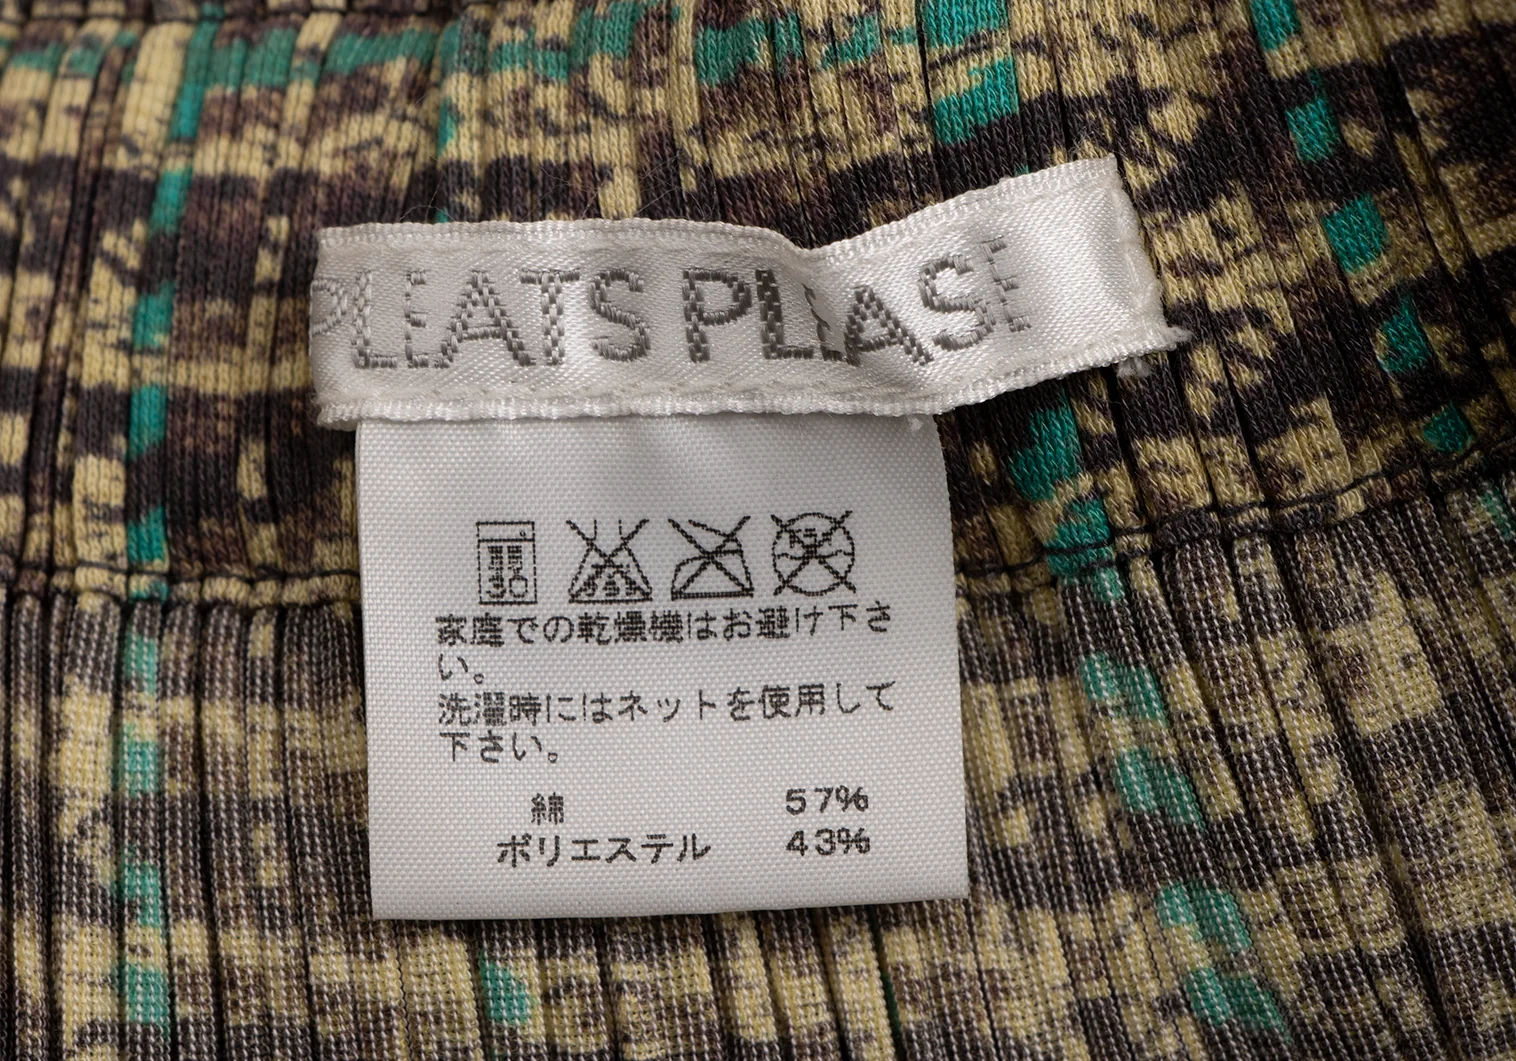 PLEATS PLEASE
30
家庭での乾燥機はお避け下さ
い。
洗濯時にはネットを使用して
下さい。
綿 57%
ポリエステル 43%